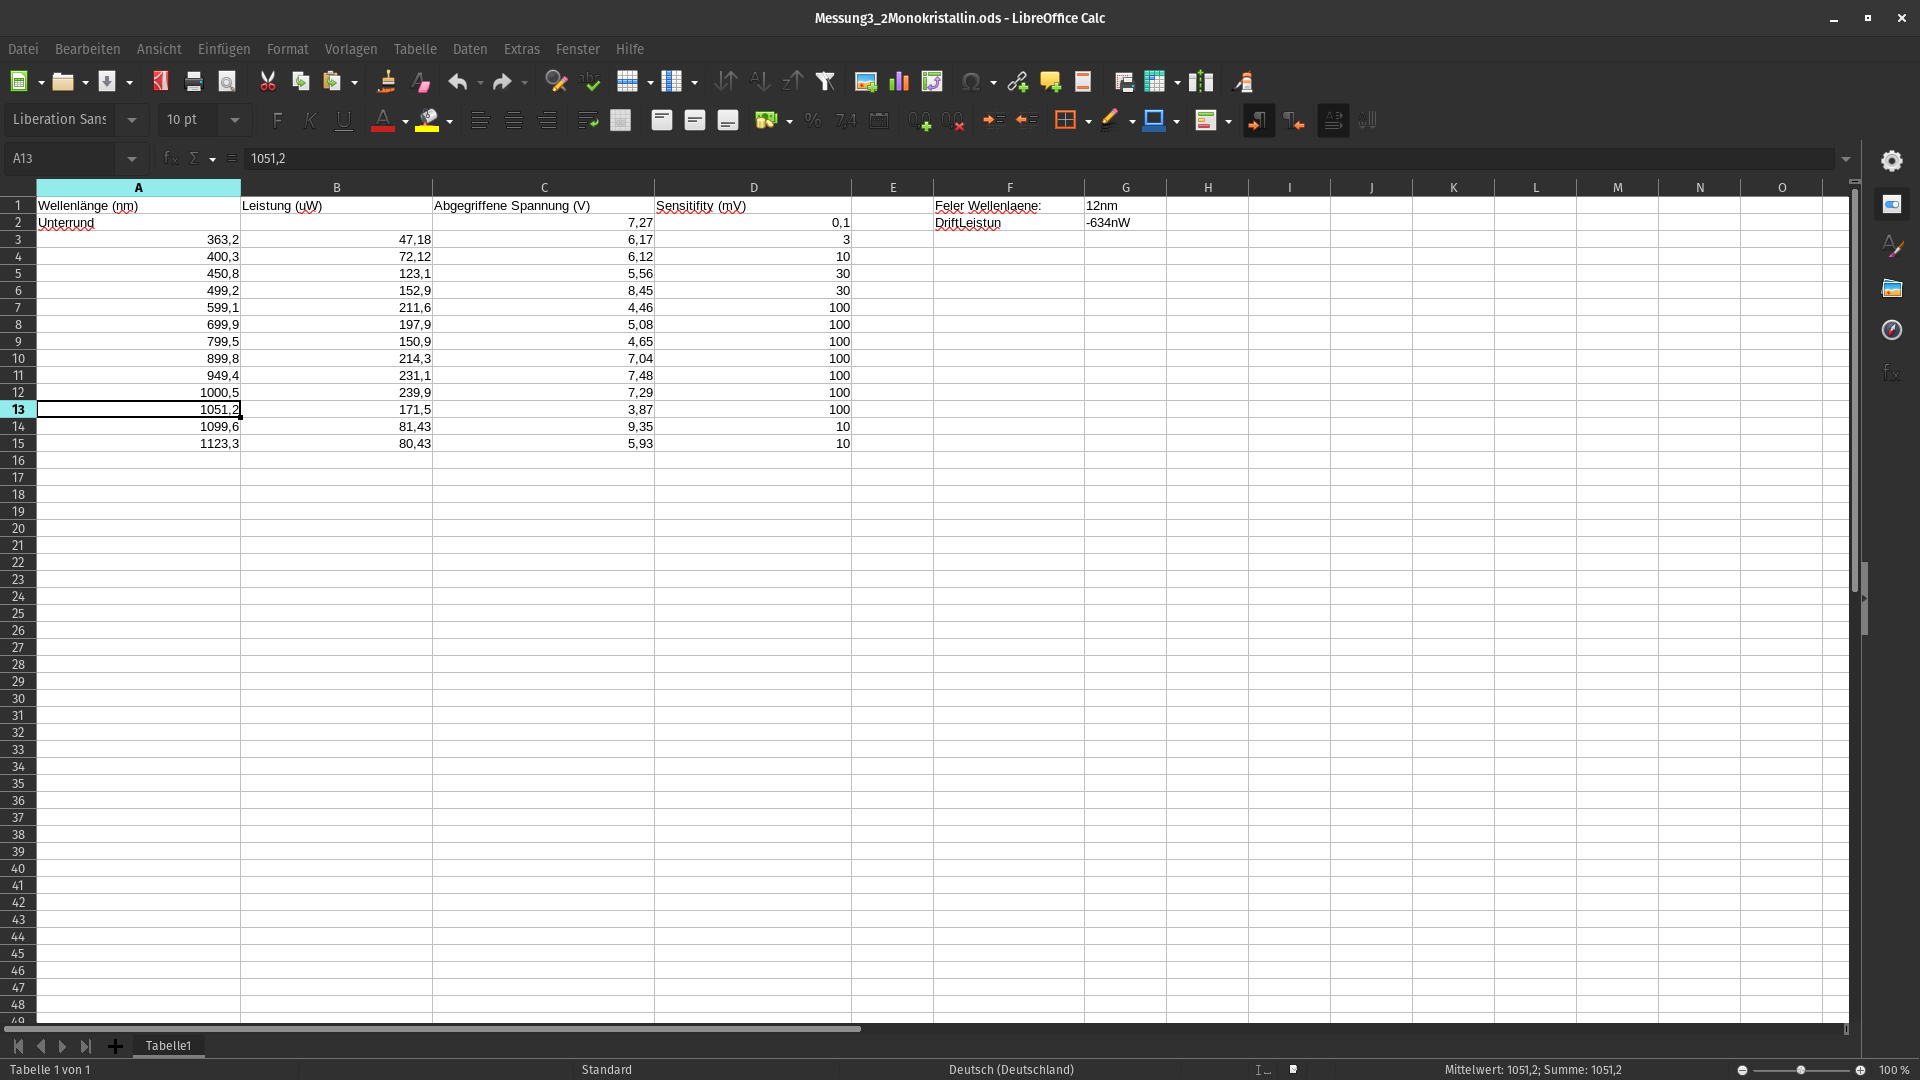 Messung3_2Monokristallin.ods - LibreOffice Calc
Datei Bearbeiten Ansicht Einfügen Format Vorlagen Tabelle Daten Extras Fenster Hilfe
Liberation Sans 10 pt F K U A % 7,4
A13 fx Σ = 1051,2
A B C D E F G H I J K L M N O
1 Wellenlänge (nm) Leistung (uW) Abgegriffene Spannung (V) Sensitifity (mV) Feler Wellenlaene: 12nm
2 Unterrund 7,27 0,1 DriftLeistun -634nW
3 363,2 47,18 6,17 3
4 400,3 72,12 6,12 10
5 450,8 123,1 5,56 30
6 499,2 152,9 8,45 30
7 599,1 211,6 4,46 100
8 699,9 197,9 5,08 100
9 799,5 150,9 4,65 100
10 899,8 214,3 7,04 100
11 949,4 231,1 7,48 100
12 1000,5 239,9 7,29 100
13 1051,2 171,5 3,87 100
14 1099,6 81,43 9,35 10
15 1123,3 80,43 5,93 10
16
17
18
19
20
21
22
23
24
25
26
27
28
29
30
31
32
33
34
35
36
37
38
39
40
41
42
43
44
45
46
47
48
49
Tabelle1
Tabelle 1 von 1 Standard Deutsch (Deutschland) Mittelwert: 1051,2; Summe: 1051,2 100 %